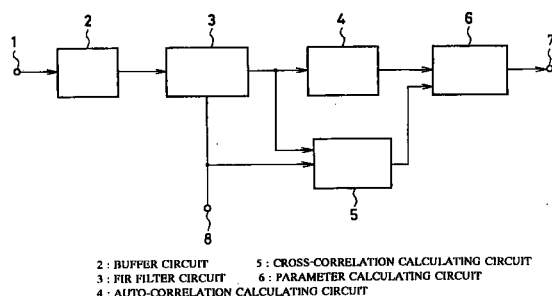 1
2
3
4
6
7
5
8
2 : BUFFER CIRCUIT 5 : CROSS-CORRELATION CALCULATING CIRCUIT
3 : FIR FILTER CIRCUIT 6 : PARAMETER CALCULATING CIRCUIT
4 : AUTO-CORRELATION CALCULATING CIRCUIT